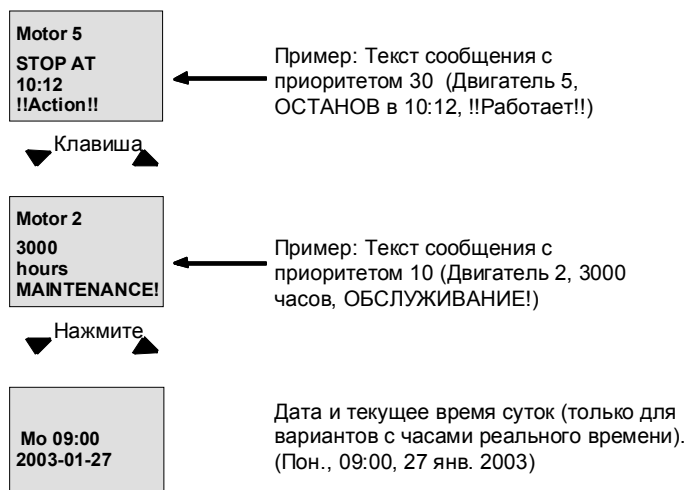 Motor 5
STOP AT
10:12
!!Action!!
Пример: Текст сообщения с
приоритетом 30 (Двигатель 5,
ОСТАНОВ в 10:12, !!Работает!!)
Клавиша
Motor 2
3000
hours
MAINTENANCE!
Пример: Текст сообщения с
приоритетом 10 (Двигатель 2, 3000
часов, ОБСЛУЖИВАНИЕ!)
Нажмите
Mo 09:00
2003-01-27
Дата и текущее время суток (только для
вариантов с часами реального времени).
(Пон., 09:00, 27 янв. 2003)